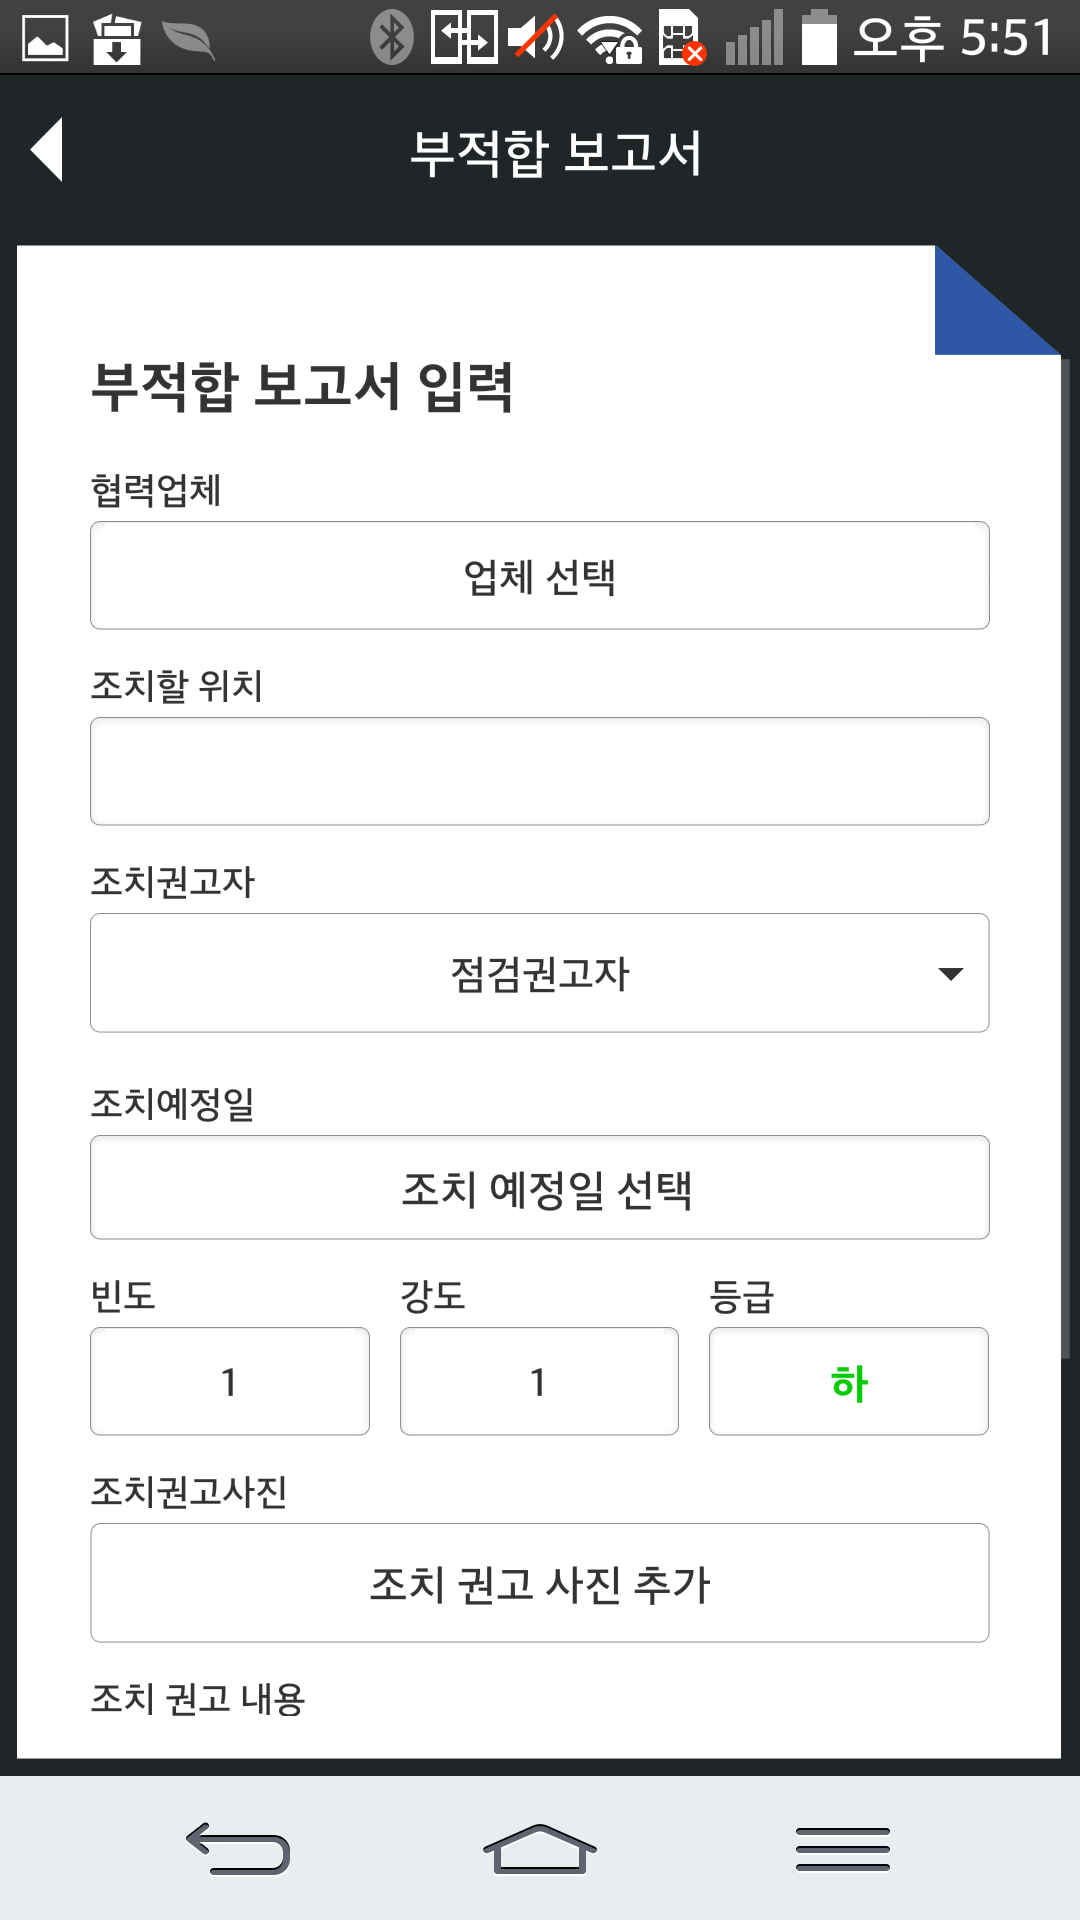 오후 5:51
부적합 보고서
부적합 보고서 입력
협력업체
업체 선택
조치할 위치
조치권고자
점검권고자
조치예정일
조치 예정일 선택
빈도 강도 등급
1 1 하
조치권고사진
조치 권고 사진 추가
조치 권고 내용